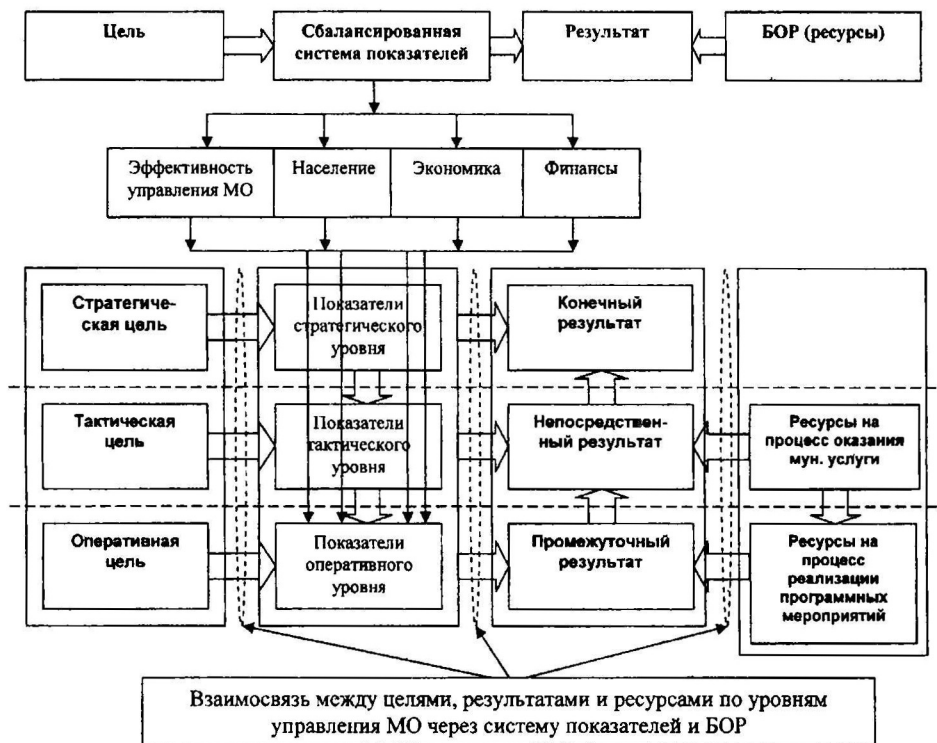 Цель
Сбалансированная
система показателей
Результат
БОР (ресурсы)
Эффективность
управления МО
Население
Экономика
Финансы
Стратегиче-
ская цель
Показатели
стратегического
уровня
Конечный
результат
Тактическая
цель
Показатели
тактического
уровня
Непосредствен-
ный результат
Ресурсы на
процесс оказания
мун. услуги
Оперативная
цель
Показатели
оперативного
уровня
Промежуточный
результат
Ресурсы на
процесс
реализации
программных
мероприятий
Взаимосвязь между целями, результатами и ресурсами по уровням
управления МО через систему показателей и БОР